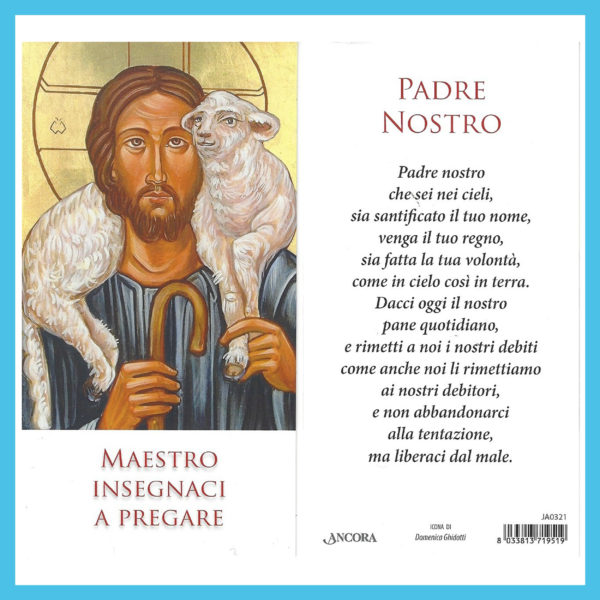 MAESTRO
INSEGNACI
A PREGARE
PADRE
NOSTRO
Padre nostro
che sei nei cieli,
sia santificato il tuo nome,
venga il tuo regno,
sia fatta la tua volontà,
come in cielo così in terra.
Dacci oggi il nostro
pane quotidiano,
e rimetti a noi i nostri debiti
come anche noi li rimettiamo
ai nostri debitori,
e non abbandonarci
alla tentazione,
ma liberaci dal male.
ANCORA
ICONA DI
Domenico Ghidotti
JA0321
8 033813 719519